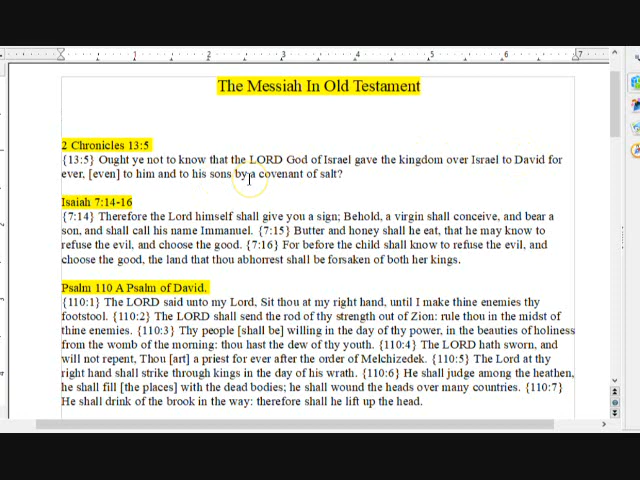 The Messiah In Old Testament
2 Chronicles 13:5
{13:5} Ought ye not to know that the LORD God of Israel gave the kingdom over Israel to David for
ever, [even] to him and to his sons by a covenant of salt?
Isaiah 7:14-16
{7:14} Therefore the Lord himself shall give you a sign; Behold, a virgin shall conceive, and bear a
son, and shall call his name Immanuel. {7:15} Butter and honey shall he eat, that he may know to
refuse the evil, and choose the good. {7:16} For before the child shall know to refuse the evil, and
choose the good, the land that thou abhorrest shall be forsaken of both her kings.
Psalm 110 A Psalm of David.
{110:1} The LORD said unto my Lord, Sit thou at my right hand, until I make thine enemies thy
footstool. {110:2} The LORD shall send the rod of thy strength out of Zion: rule thou in the midst of
thine enemies. {110:3} Thy people [shall be] willing in the day of thy power, in the beauties of holiness
from the womb of the morning: thou hast the dew of thy youth. {110:4} The LORD hath sworn, and
will not repent, Thou [art] a priest for ever after the order of Melchizedek. {110:5} The Lord at thy
right hand shall strike through kings in the day of his wrath. {110:6} He shall judge among the heathen,
he shall fill [the places] with the dead bodies; he shall wound the heads over many countries. {110:7}
He shall drink of the brook in the way: therefore shall he lift up the head.